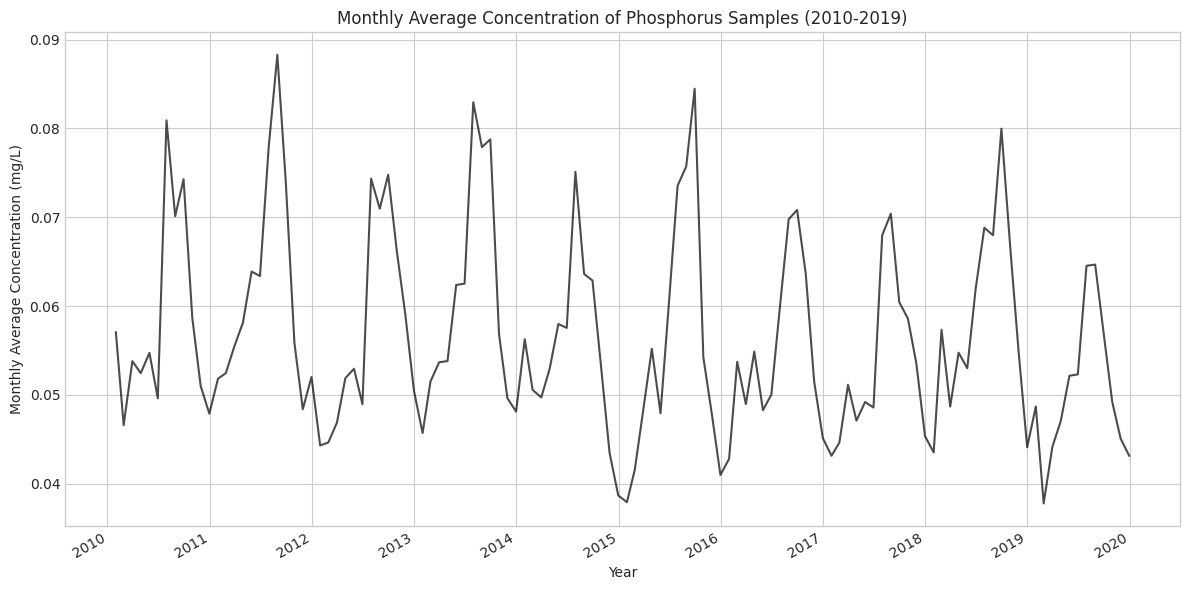 Monthly Average Concentration of Phosphorus Samples (2010-2019)
Monthly Average Concentration (mg/L)
0.09
0.08
0.07
0.06
0.05
0.04
2010 2011 2012 2013 2014 2015 2016 2017 2018 2019 2020
Year